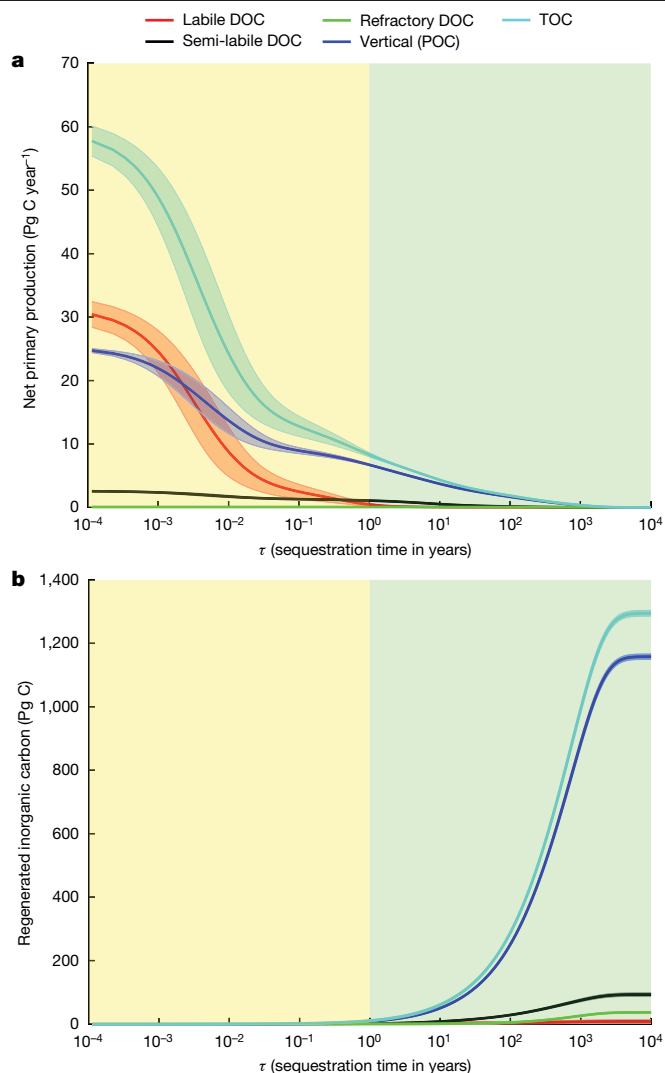 Labile DOC Refractory DOC TOC
Semi-labile DOC Vertical (POC)
a
Net primary production (Pg C year⁻¹)
70
60
50
40
30
20
10
0
10⁻⁴ 10⁻³ 10⁻² 10⁻¹ 10⁰ 10¹ 10² 10³ 10⁴
τ (sequestration time in years)
b
Regenerated inorganic carbon (Pg C)
1,400
1,200
1,000
800
600
400
200
0
10⁻⁴ 10⁻³ 10⁻² 10⁻¹ 10⁰ 10¹ 10² 10³ 10⁴
τ (sequestration time in years)